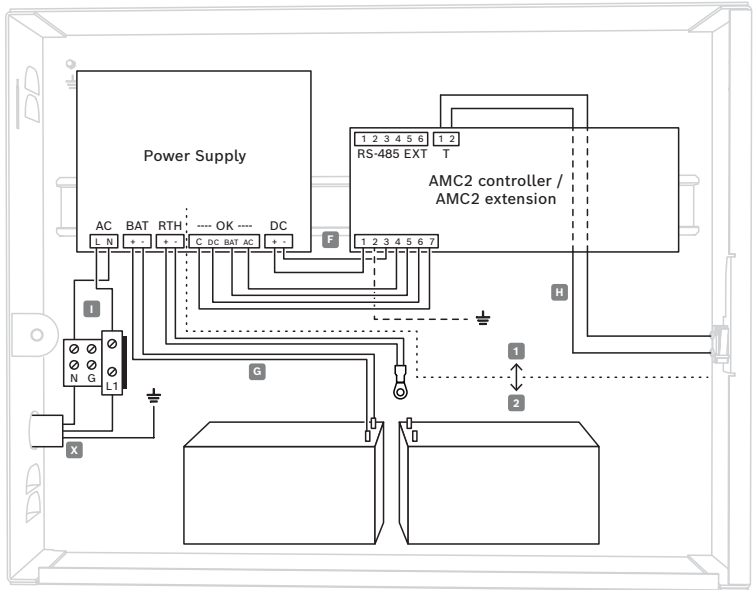 1 2 3 4 5 6
1 2
RS-485 EXT
T
Power Supply
AMC2 controller /
AMC2 extension
AC
BAT
RTH
---- OK ----
DC
L N
+ -
+ -
C DC BAT AC
+ -
F
1 2 3 4 5 6 7
H
I
1
G
2
N G
L1
X